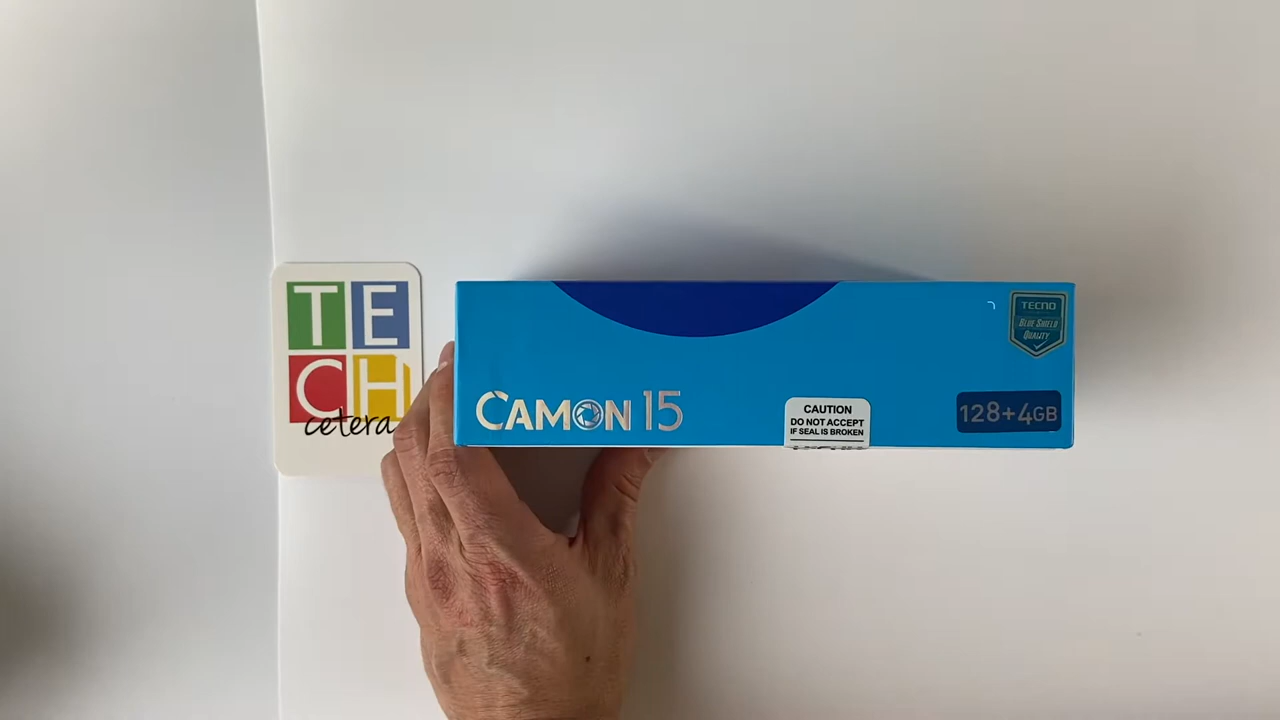 TE
CH
cetera
CAMON 15
CAUTION
DO NOT ACCEPT
IF SEAL IS BROKEN
TECNO
BLUE SHIELD
QUALITY
128+4GB